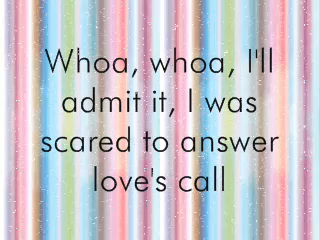 Whoa, whoa, I'll
admit it, I was
scared to answer
love's call